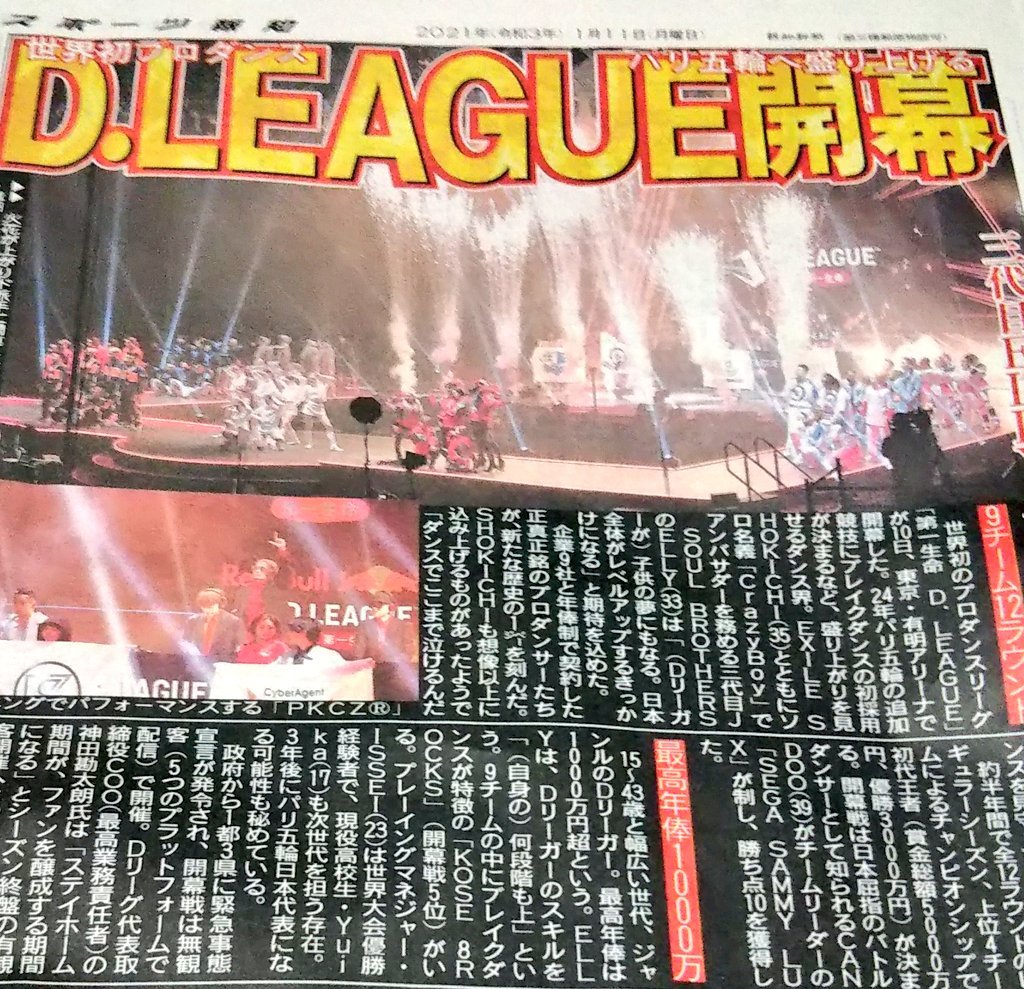 スポーツ報知
2021年(令和3年) 1月11日(月曜日)
世界初プロダンス
パリ五輪へ盛り上げる
D.LEAGUE開幕
LEAGUE
三代目J
9チーム12ラウンド
世界初のプロダンスリーグ
「第一生命 D.LEAGUE」
が10日、東京・有明アリーナで
開幕した。24年パリ五輪の追加
競技にブレイクダンスの初採用
が決まるなど、盛り上がりを見
せるダンス界。EXILE S
HOKICHI(35)とともにソ
ロ名義「CrazyBoy」で
アンバサダーを務める三代目J
SOUL BROTHERS
のELLY(33)は「(Dリーガ
ーが)子供の夢にもなる。日本
全体がレベルアップするきっか
けになる」と期待を込めた。
企業9社と年俸制で契約した
正真正銘のプロダンサーたち
が、新たな歴史の1㌻を刻んだ。
SHOKICHIも想像以上に
込み上げるものがあったようで
「ダンスでここまで泣けるんだ
Red Bull
D.LEAGUE
第一
LEAGUE
CyberAgent
ングでパフォーマンスする「PKCZ®」
ンスを見
約半年間で全12ラウンドのレ
ギュラーシーズン、上位4チー
ムによるチャンピオンシップで
初代王者(賞金総額5000万
円、優勝3000万円)が決ま
る。開幕戦は日本屈指のバトル
ダンサーとして知られるCAN
DOO(39)がチームリーダーの
「SEGA SAMMY LU
X」が制し、勝ち点10を獲得し
た。
最高年俸1000万
15〜43歳と幅広い世代、ジャ
ンルのDリーガー。最高年俸は
1000万円超という。ELL
Yは、Dリーガーのスキルを
「(自身の)何段階も上」とい
う。9チームの中にブレイクダ
ンスが特徴の「KOSE 8R
OCKS」(開幕戦5位)がい
る。プレイングマネジャー・
ISSEI(23)は世界大会優勝
経験者で、現役高校生・Yui
ka(17)も次世代を担う存在。
3年後にパリ五輪日本代表にな
る可能性も秘めている。
政府から1都3県に緊急事態
宣言が発令され、開幕戦は無観
客(5つのプラットフォームで
配信)で開催。Dリーグ代表取
締役COO(最高業務責任者)の
神田勘太朗氏は「ステイホーム
期間が、ファンを醸成する期間
になる」とシーズン終盤の有観